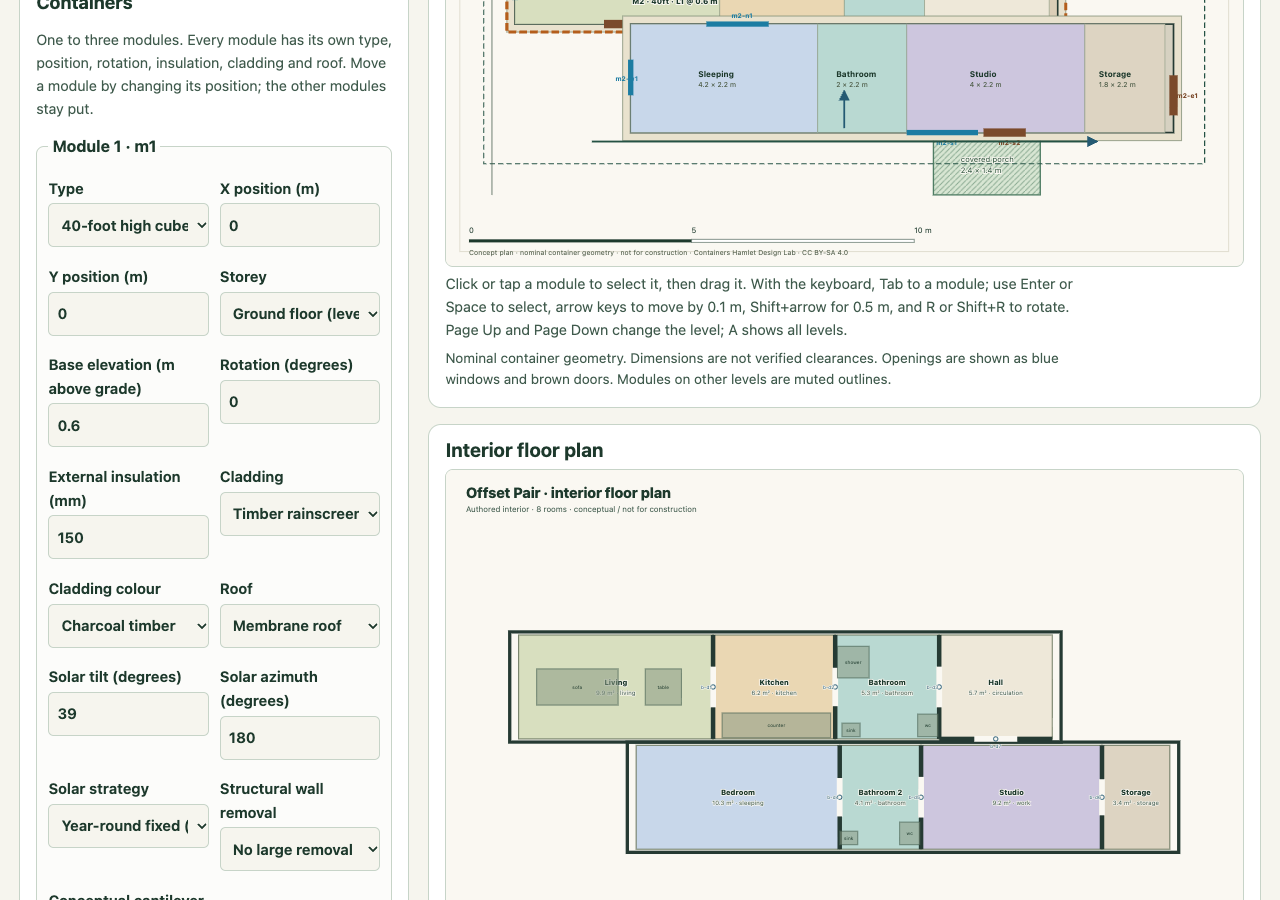 Containers
One to three modules. Every module has its own type,
position, rotation, insulation, cladding and roof. Move
a module by changing its position; the other modules
stay put.
Module 1 · m1
Type
X position (m)
40-foot high cube
0
Y position (m)
Storey
0
Ground floor (leve
Base elevation (m
above grade)
Rotation (degrees)
0.6
0
External insulation
(mm)
Cladding
150
Timber rainscreen
Cladding colour
Roof
Charcoal timber
Membrane roof
Solar tilt (degrees)
Solar azimuth
(degrees)
39
180
Solar strategy
Structural wall
removal
Year-round fixed (
No large removal
Conceptual cantilever
M2 · 40ft · L1 @ 0.6 m
m2-n1
Sleeping
4.2 × 2.2 m
Bathroom
2 × 2.2 m
Studio
4 × 2.2 m
Storage
1.8 × 2.2 m
m2-e1
m2-s1
m2-s2
covered porch
2.4 × 1.4 m
0
5
10 m
Concept plan · nominal container geometry · not for construction · Containers Hamlet Design Lab · CC BY-SA 4.0
Click or tap a module to select it, then drag it. With the keyboard, Tab to a module; use Enter or
Space to select, arrow keys to move by 0.1 m, Shift+arrow for 0.5 m, and R or Shift+R to rotate.
Page Up and Page Down change the level; A shows all levels.
Nominal container geometry. Dimensions are not verified clearances. Openings are shown as blue
windows and brown doors. Modules on other levels are muted outlines.
Interior floor plan
Offset Pair · interior floor plan
Authored interior · 8 rooms · conceptual / not for construction
sofa
Living
9.9 m² · living
table
Kitchen
6.2 m² · kitchen
counter
shower
Bathroom
5.3 m² · bathroom
sink
wc
Hall
5.7 m² · circulation
Bedroom
10.3 m² · sleeping
Bathroom 2
4.1 m² · bathroom
sink
wc
Studio
9.2 m² · work
Storage
3.4 m² · storage